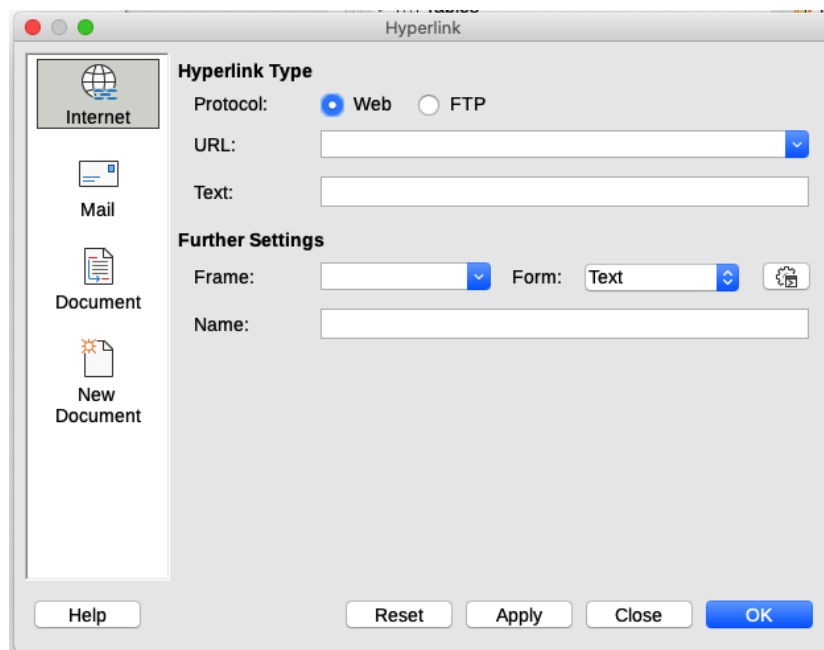 Tables
Hyperlink
Internet
Mail
Document
New
Document
Hyperlink Type
Protocol: Web FTP
URL:
Text:
Further Settings
Frame: Form: Text
Name:
Help Reset Apply Close OK